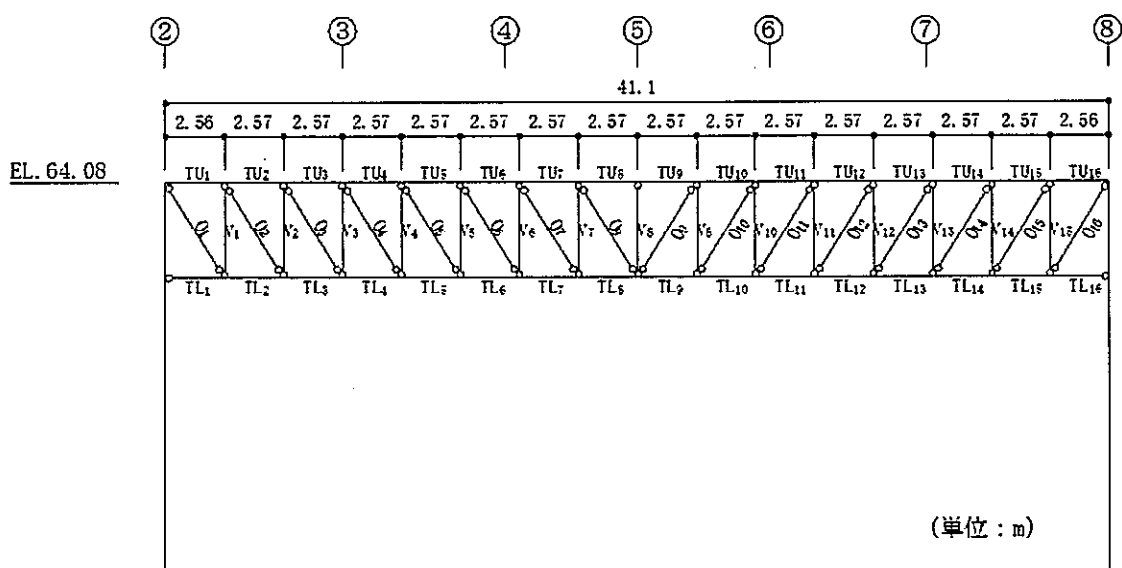 ② ③ ④ ⑤ ⑥ ⑦ ⑧
41.1
2.56 2.57 2.57 2.57 2.57 2.57 2.57 2.57 2.57 2.57 2.57 2.57 2.57 2.57 2.57 2.56
EL. 64.08
TU₁ TU₂ TU₃ TU₄ TU₅ TU₆ TU₇ TU₈ TU₉ TU₁₀ TU₁₁ TU₁₂ TU₁₃ TU₁₄ TU₁₅ TU₁₆
V₁ V₂ V₃ V₄ V₅ V₆ V₇ V₈ V₉ V₁₀ V₁₁ V₁₂ V₁₃ V₁₄ V₁₅
TL₁ TL₂ TL₃ TL₄ TL₅ TL₆ TL₇ TL₈ TL₉ TL₁₀ TL₁₁ TL₁₂ TL₁₃ TL₁₄ TL₁₅ TL₁₆
(単位：m)